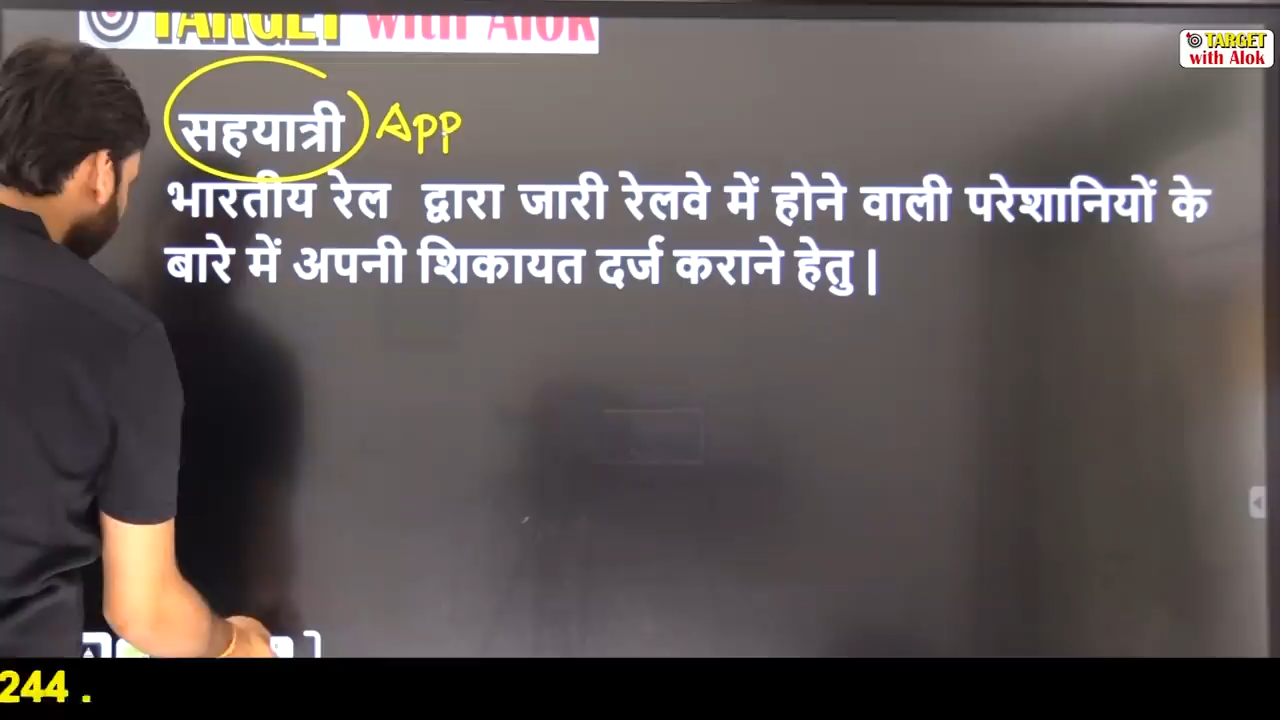 TARGET with Alok
TARGET
with Alok
सहयात्री App
भारतीय रेल द्वारा जारी रेलवे में होने वाली परेशानियों के
बारे में अपनी शिकायत दर्ज कराने हेतु |
244 .